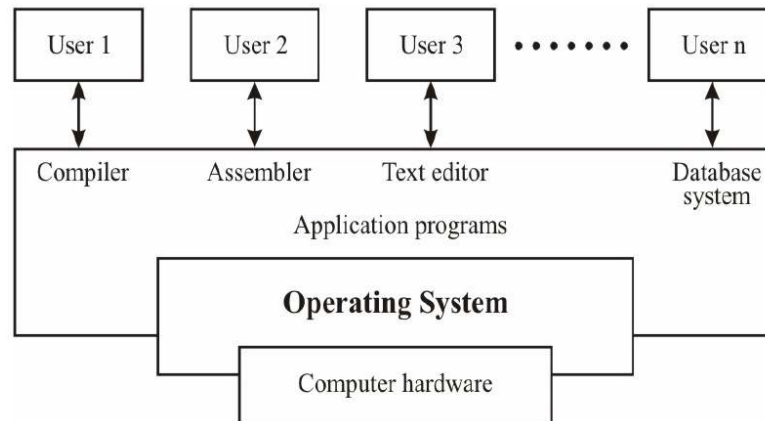 User 1
User 2
User 3
User n
Compiler
Assembler
Text editor
Database
system
Application programs
Operating System
Computer hardware